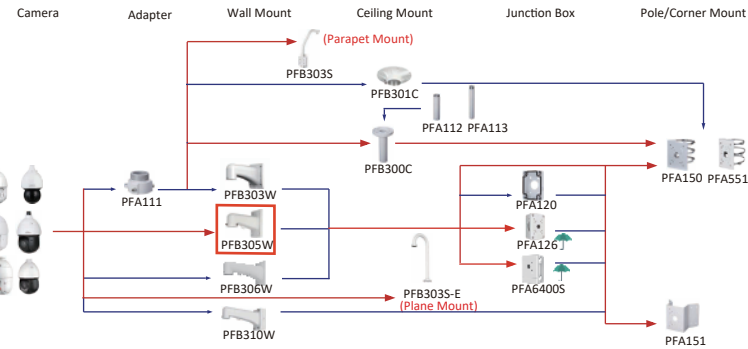 Camera
Adapter
Wall Mount
Ceiling Mount
Junction Box
Pole/Corner Mount
(Parapet Mount)
PFB303S
PFB301C
PFA112 PFA113
PFB300C
PFA150 PFA551
PFA111
PFB303W
PFA120
PFB305W
PFA126
PFB306W
PFB303S-E
(Plane Mount)
PFA6400S
PFB310W
PFA151